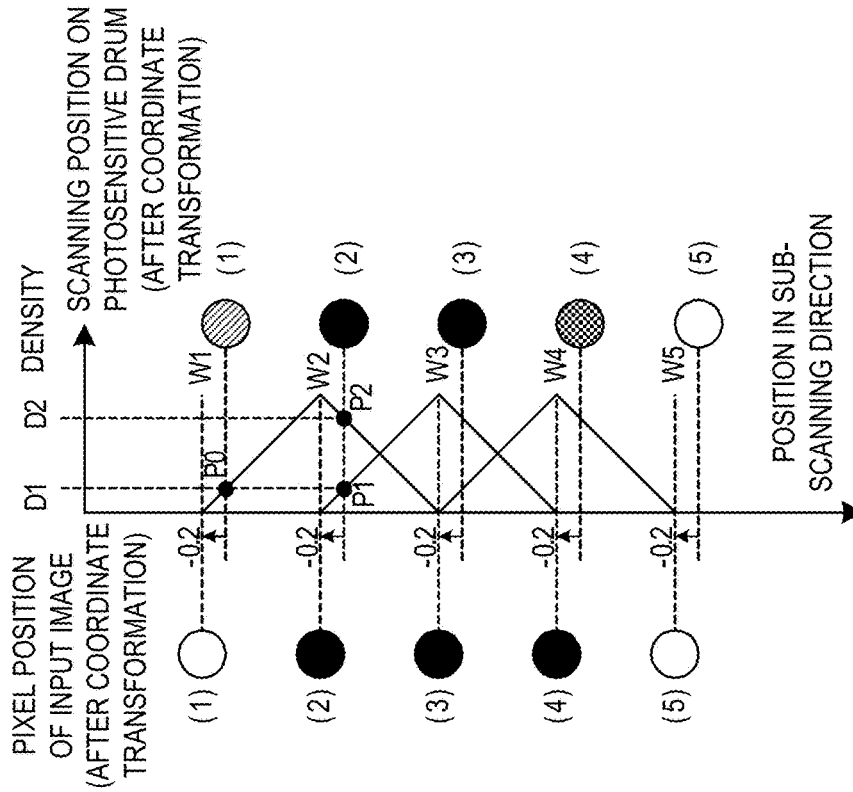 PIXEL POSITION
OF INPUT IMAGE
(AFTER COORDINATE
TRANSFORMATION)
D1
D2
DENSITY
SCANNING POSITION ON
PHOTOSENSITIVE DRUM
(AFTER COORDINATE
TRANSFORMATION)
(1)
-0.2
P0
W1
(1)
(2)
-0.2
P1
P2
W2
(2)
(3)
-0.2
W3
(3)
(4)
-0.2
W4
(4)
(5)
-0.2
W5
(5)
POSITION IN SUB-
SCANNING DIRECTION